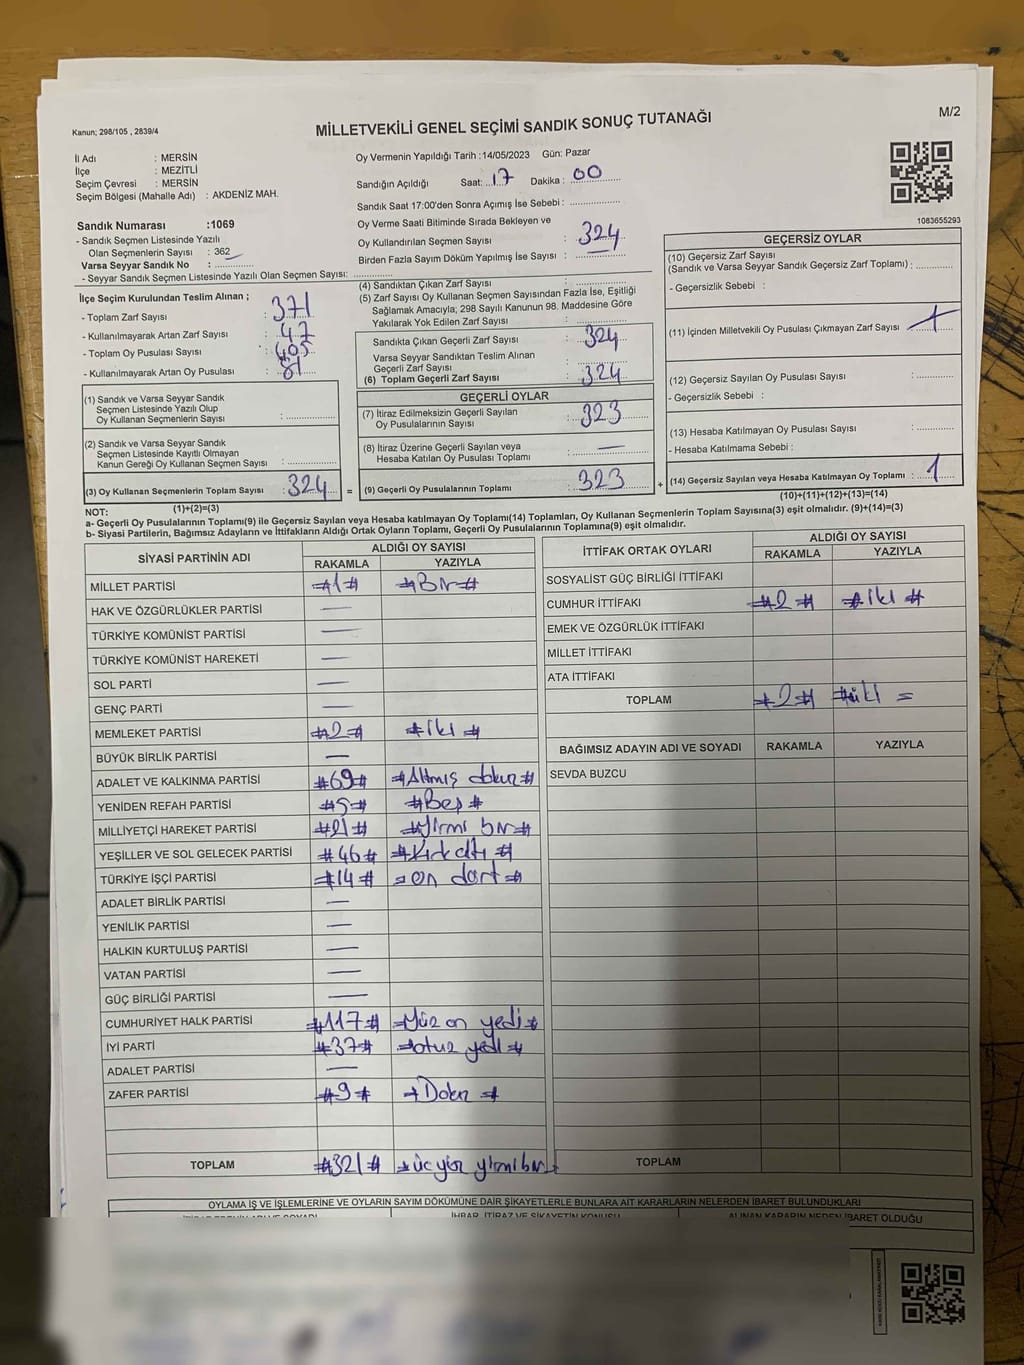 M/2
Kanun; 298/105 , 2839/4
MİLLETVEKİLİ GENEL SEÇİMİ SANDIK SONUÇ TUTANAĞI
İl Adı : MERSİN
İlçe : MEZİTLİ
Seçim Çevresi : MERSİN
Seçim Bölgesi (Mahalle Adı) : AKDENİZ MAH.
Sandık Numarası :1069
- Sandık Seçmen Listesinde Yazılı
Olan Seçmenlerin Sayısı : 362
Varsa Seyyar Sandık No :
- Seyyar Sandık Seçmen Listesinde Yazılı Olan Seçmen Sayısı:
Oy Vermenin Yapıldığı Tarih :14/05/2023 Gün: Pazar
Sandığın Açıldığı Saat: 17 Dakika : 00
Sandık Saat 17:00'den Sonra Açımış İse Sebebi :
Oy Verme Saati Bitiminde Sırada Bekleyen ve
Oy Kullandırılan Seçmen Sayısı : 324
Birden Fazla Sayım Döküm Yapılmış İse Sayısı :
1083655293
İlçe Seçim Kurulundan Teslim Alınan ;
- Toplam Zarf Sayısı : 371
- Kullanılmayarak Artan Zarf Sayısı : 47
- Toplam Oy Pusulası Sayısı : 405
- Kullanılmayarak Artan Oy Pusulası : 81
(1) Sandık ve Varsa Seyyar Sandık
Seçmen Listesinde Yazılı Olup
Oy Kullanan Seçmenlerin Sayısı :
(2) Sandık ve Varsa Seyyar Sandık
Seçmen Listesinde Kayıtlı Olmayan
Kanun Gereği Oy Kullanan Seçmen Sayısı :
(3) Oy Kullanan Seçmenlerin Toplam Sayısı : 324 =
(1)+(2)=(3)
(4) Sandıktan Çıkan Zarf Sayısı :
(5) Zarf Sayısı Oy Kullanan Seçmen Sayısından Fazla İse, Eşitliği
Sağlamak Amacıyla; 298 Sayılı Kanunun 98. Maddesine Göre
Yakılarak Yok Edilen Zarf Sayısı :
Sandıkta Çıkan Geçerli Zarf Sayısı : 324
Varsa Seyyar Sandıktan Teslim Alınan
Geçerli Zarf Sayısı :
(6) Toplam Geçerli Zarf Sayısı : 324
GEÇERLİ OYLAR
(7) İtiraz Edilmeksizin Geçerli Sayılan
Oy Pusulalarının Sayısı : 323
(8) İtiraz Üzerine Geçerli Sayılan veya
Hesaba Katılan Oy Pusulası Toplamı : —
(9) Geçerli Oy Pusulalarının Toplamı : 323 +
GEÇERSİZ OYLAR
(10) Geçersiz Zarf Sayısı
(Sandık ve Varsa Seyyar Sandık Geçersiz Zarf Toplamı) :
- Geçersizlik Sebebi :
(11) İçinden Milletvekili Oy Pusulası Çıkmayan Zarf Sayısı : 1
(12) Geçersiz Sayılan Oy Pusulası Sayısı :
- Geçersizlik Sebebi :
(13) Hesaba Katılmayan Oy Pusulası Sayısı :
- Hesaba Katılmama Sebebi :
(14) Geçersiz Sayılan veya Hesaba Katılmayan Oy Toplamı : 1
(10)+(11)+(12)+(13)=(14)
NOT:
a- Geçerli Oy Pusulalarının Toplamı(9) ile Geçersiz Sayılan veya Hesaba katılmayan Oy Toplamı(14) Toplamları, Oy Kullanan Seçmenlerin Toplam Sayısına(3) eşit olmalıdır. (9)+(14)=(3)
b- Siyasi Partilerin, Bağımsız Adayların ve İttifakların Aldığı Ortak Oyların Toplamı, Geçerli Oy Pusulalarının Toplamına(9) eşit olmalıdır.
SİYASİ PARTİNİN ADI ALDIĞI OY SAYISI
RAKAMLA YAZIYLA
MİLLET PARTİSİ #1# #Bir#
HAK VE ÖZGÜRLÜKLER PARTİSİ —
TÜRKİYE KOMÜNİST PARTİSİ —
TÜRKİYE KOMÜNİST HAREKETİ —
SOL PARTİ —
GENÇ PARTİ —
MEMLEKET PARTİSİ #2# #iki#
BÜYÜK BİRLİK PARTİSİ —
ADALET VE KALKINMA PARTİSİ #69# #Altmış dokuz#
YENİDEN REFAH PARTİSİ #5# #Beş#
MİLLİYETÇİ HAREKET PARTİSİ #21# #Yirmi bir#
YEŞİLLER VE SOL GELECEK PARTİSİ #46# #Kırk altı#
TÜRKİYE İŞÇİ PARTİSİ #14# =on dört#
ADALET BİRLİK PARTİSİ —
YENİLİK PARTİSİ —
HALKIN KURTULUŞ PARTİSİ —
VATAN PARTİSİ —
GÜÇ BİRLİĞİ PARTİSİ —
CUMHURİYET HALK PARTİSİ #117# #Yüz on yedi#
İYİ PARTİ #37# #otuz yedi#
ADALET PARTİSİ —
ZAFER PARTİSİ #9# #Dokuz#
TOPLAM #321# #üç yüz yirmi bir#
İTTİFAK ORTAK OYLARI ALDIĞI OY SAYISI
RAKAMLA YAZIYLA
SOSYALİST GÜÇ BİRLİĞİ İTTİFAKI
CUMHUR İTTİFAKI #2# #iki#
EMEK VE ÖZGÜRLÜK İTTİFAKI
MİLLET İTTİFAKI
ATA İTTİFAKI
TOPLAM #2# #iki =
BAĞIMSIZ ADAYIN ADI VE SOYADI RAKAMLA YAZIYLA
SEVDA BUZCU
TOPLAM
OYLAMA İŞ VE İŞLEMLERİNE VE OYLARIN SAYIM DÖKÜMÜNE DAİR ŞİKAYETLERLE BUNLARA AİT KARARLARIN NELERDEN İBARET BULUNDUKLARI
İHBAR, İTİRAZ VE ŞİKAYETİN KONUSU ALINAN KARARIN NEDEN İBARET OLDUĞU